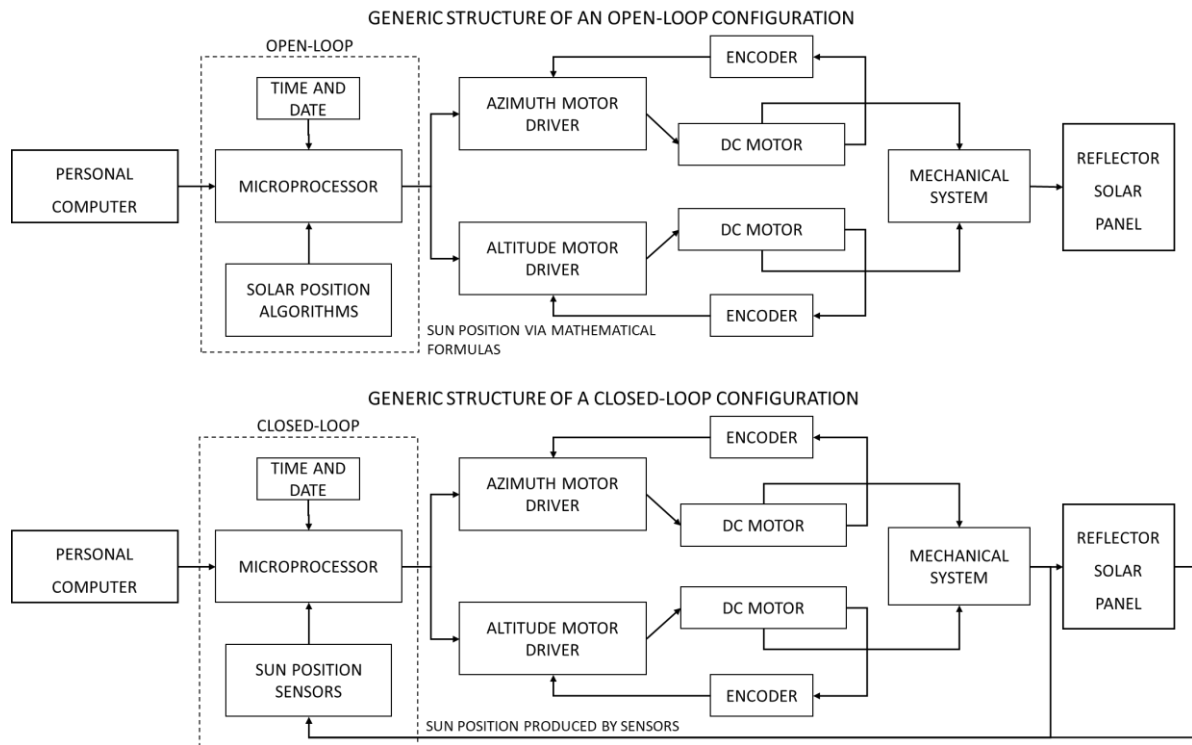 GENERIC STRUCTURE OF AN OPEN-LOOP CONFIGURATION
OPEN-LOOP
TIME AND
DATE
PERSONAL
COMPUTER
MICROPROCESSOR
SOLAR POSITION
ALGORITHMS
AZIMUTH MOTOR
DRIVER
ENCODER
DC MOTOR
ALTITUDE MOTOR
DRIVER
DC MOTOR
ENCODER
MECHANICAL
SYSTEM
REFLECTOR
SOLAR
PANEL
SUN POSITION VIA MATHEMATICAL
FORMULAS
GENERIC STRUCTURE OF A CLOSED-LOOP CONFIGURATION
CLOSED-LOOP
TIME AND
DATE
PERSONAL
COMPUTER
MICROPROCESSOR
SUN POSITION
SENSORS
AZIMUTH MOTOR
DRIVER
ENCODER
DC MOTOR
ALTITUDE MOTOR
DRIVER
DC MOTOR
ENCODER
MECHANICAL
SYSTEM
REFLECTOR
SOLAR
PANEL
SUN POSITION PRODUCED BY SENSORS